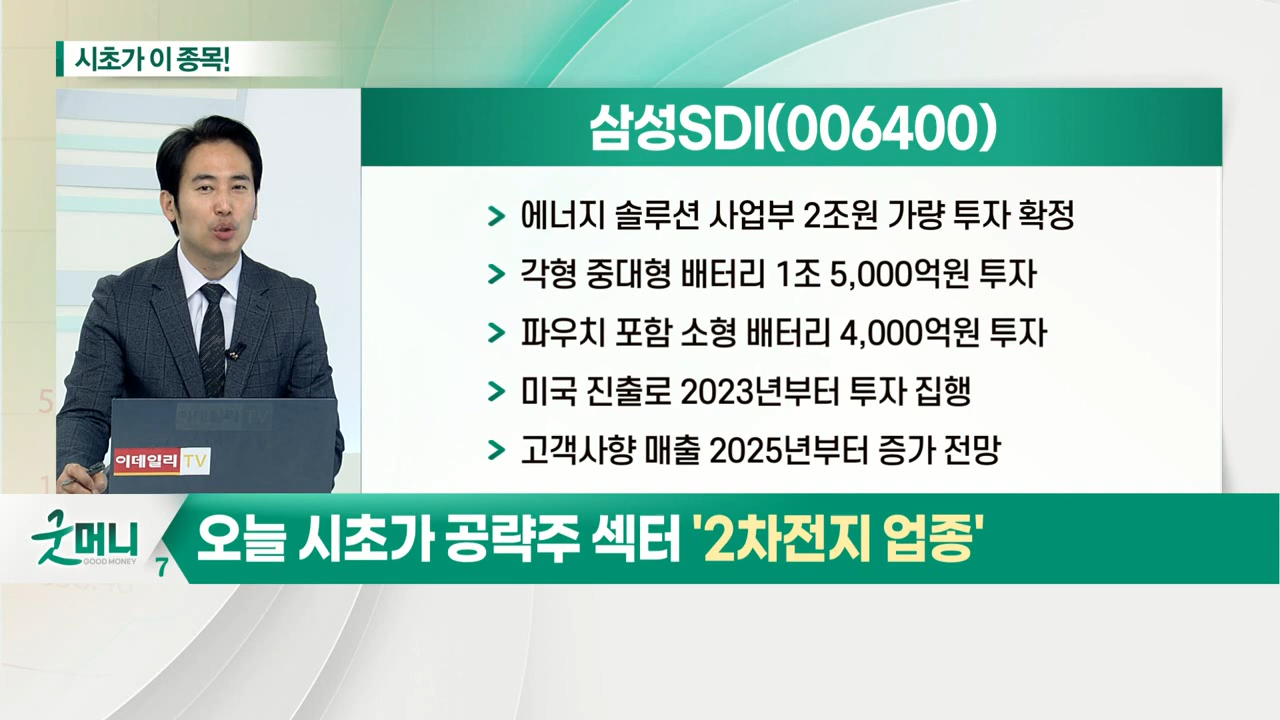 시초가 이 종목!
삼성SDI(006400)
> 에너지 솔루션 사업부 2조원 가량 투자 확정
> 각형 중대형 배터리 1조 5,000억원 투자
> 파우치 포함 소형 배터리 4,000억원 투자
> 미국 진출로 2023년부터 투자 집행
> 고객사향 매출 2025년부터 증가 전망
이데일리 TV
굿머니
GOOD MONEY
7
오늘 시초가 공략주 섹터 '2차전지 업종'